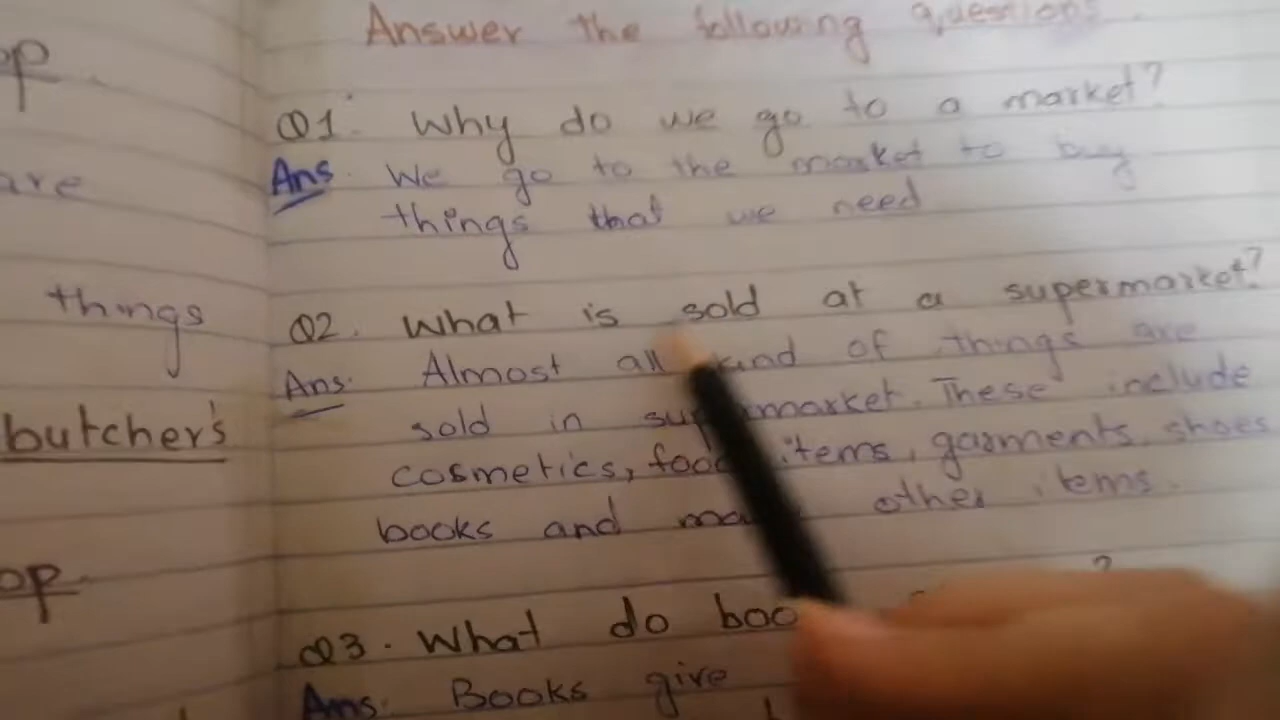 op
are
things
butcher's
op.
Answer the following questions.
Q1. Why do we go to a market?
Ans. We go to the market to buy
things that we need
Q2. What is sold at a supermarket?
Ans. Almost all kind of things are
sold in supermarket. These include
cosmetics, food items, garments, shoes
books and many other items.
Q3. What do ?
Ans. Books give